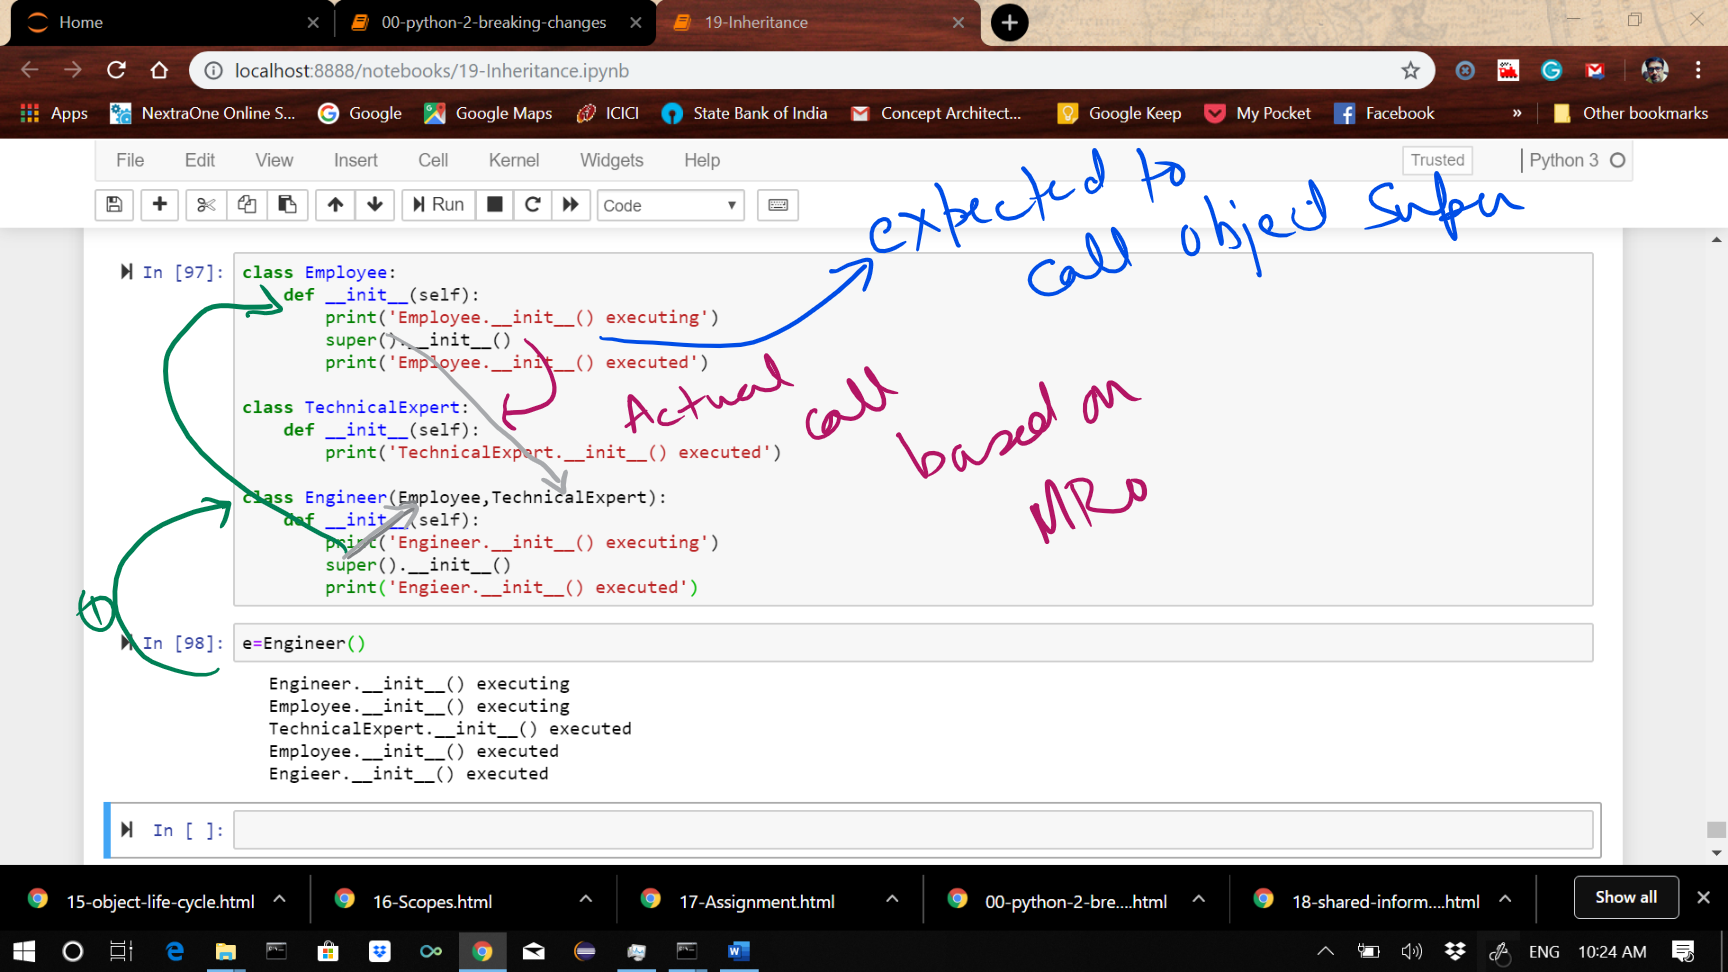 Home
00-python-2-breaking-changes
19-Inheritance
localhost:8888/notebooks/19-Inheritance.ipynb
Apps NextraOne Online S... Google Google Maps ICICI State Bank of India Concept Architect... Google Keep My Pocket Facebook » Other bookmarks
File Edit View Insert Cell Kernel Widgets Help Trusted Python 3
Run Code
expected to
call object super
In [97]:
class Employee:
def __init__(self):
print('Employee.__init__() executing')
super().__init__()
print('Employee.__init__() executed')
class TechnicalExpert:
def __init__(self):
print('TechnicalExpert.__init__() executed')
class Engineer(Employee,TechnicalExpert):
def __init__(self):
print('Engineer.__init__() executing')
super().__init__()
print('Engieer.__init__() executed')
Actual call
based on
MRO
In [98]:
e=Engineer()
Engineer.__init__() executing
Employee.__init__() executing
TechnicalExpert.__init__() executed
Employee.__init__() executed
Engieer.__init__() executed
In [ ]:
15-object-life-cycle.html 16-Scopes.html 17-Assignment.html 00-python-2-bre....html 18-shared-inform....html Show all
ENG 10:24 AM